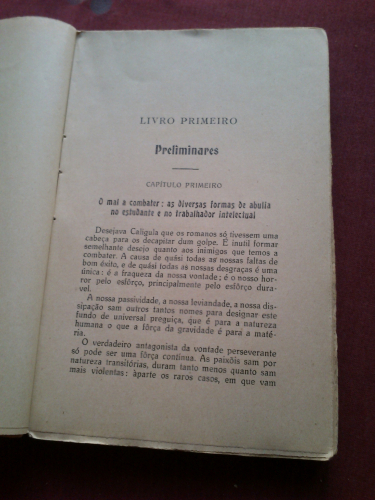 LIVRO PRIMEIRO
Preliminares
CAPÍTULO PRIMEIRO
O mal a combater: as diversas formas de abulia
no estudante e no trabalhador intelectual
Desejava Calígula que os romanos só tivessem uma
cabeça para os decapitar dum golpe. É inutil formar
semelhante desejo quanto aos inimigos que temos a
combater. A causa de quási todas as nossas faltas de
bom êxito, e de quási todas as nossas desgraças é uma
única: é a fraqueza da nossa vontade; é o nosso hor-
ror pelo esfôrço, principalmente pelo esfôrço dura-
vel.
A nossa passividade, a nossa leviandade, a nossa dis-
sipação sam outros tantos nomes para designar este
fundo de universal preguiça, que é para a natureza
humana o que a fôrça da gravidade é para a maté-
ria.
O verdadeiro antagonista da vontade perseverante
só pode ser uma fôrça contínua. As paixõis sam por
natureza transitórias, duram tanto menos quanto sam
mais violentas: àparte os raros casos, em que vam